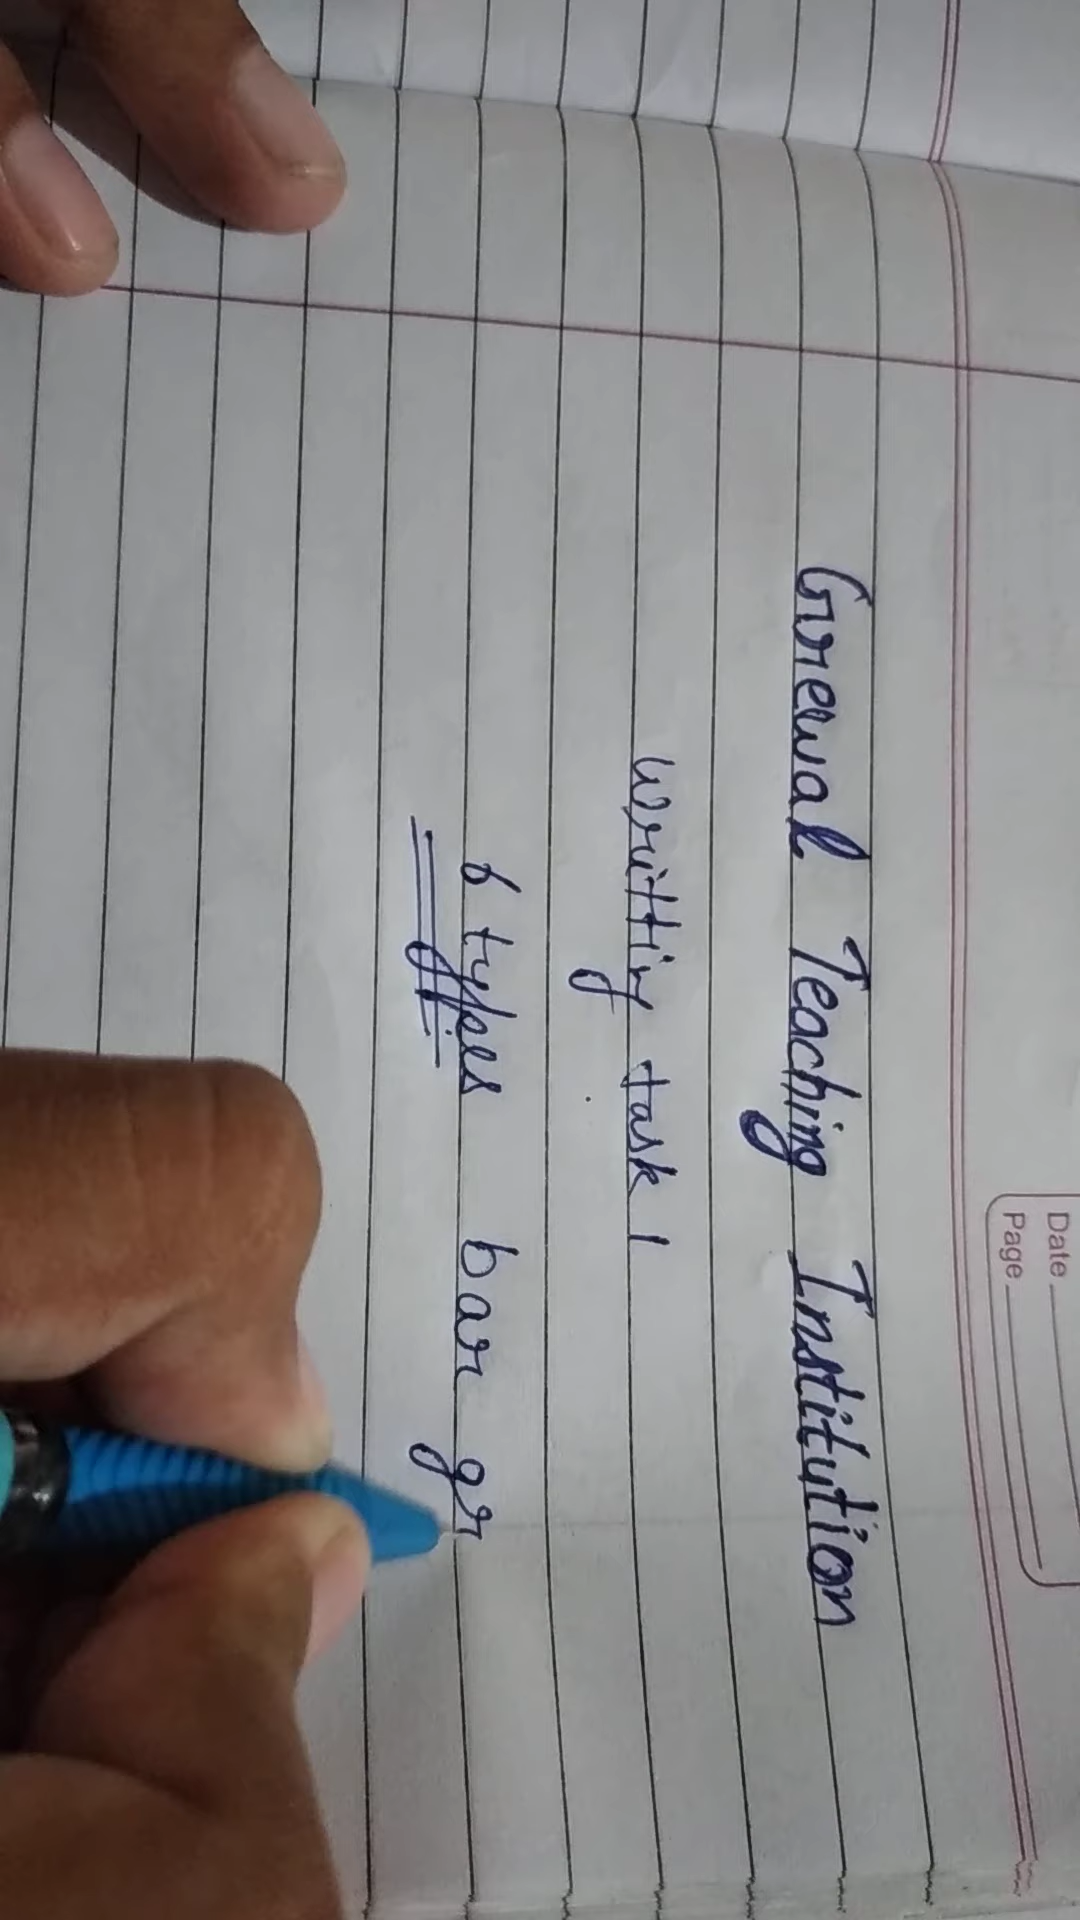 Date
Page
Grewal Teaching Institution
Writting task 1
6 types bar gr